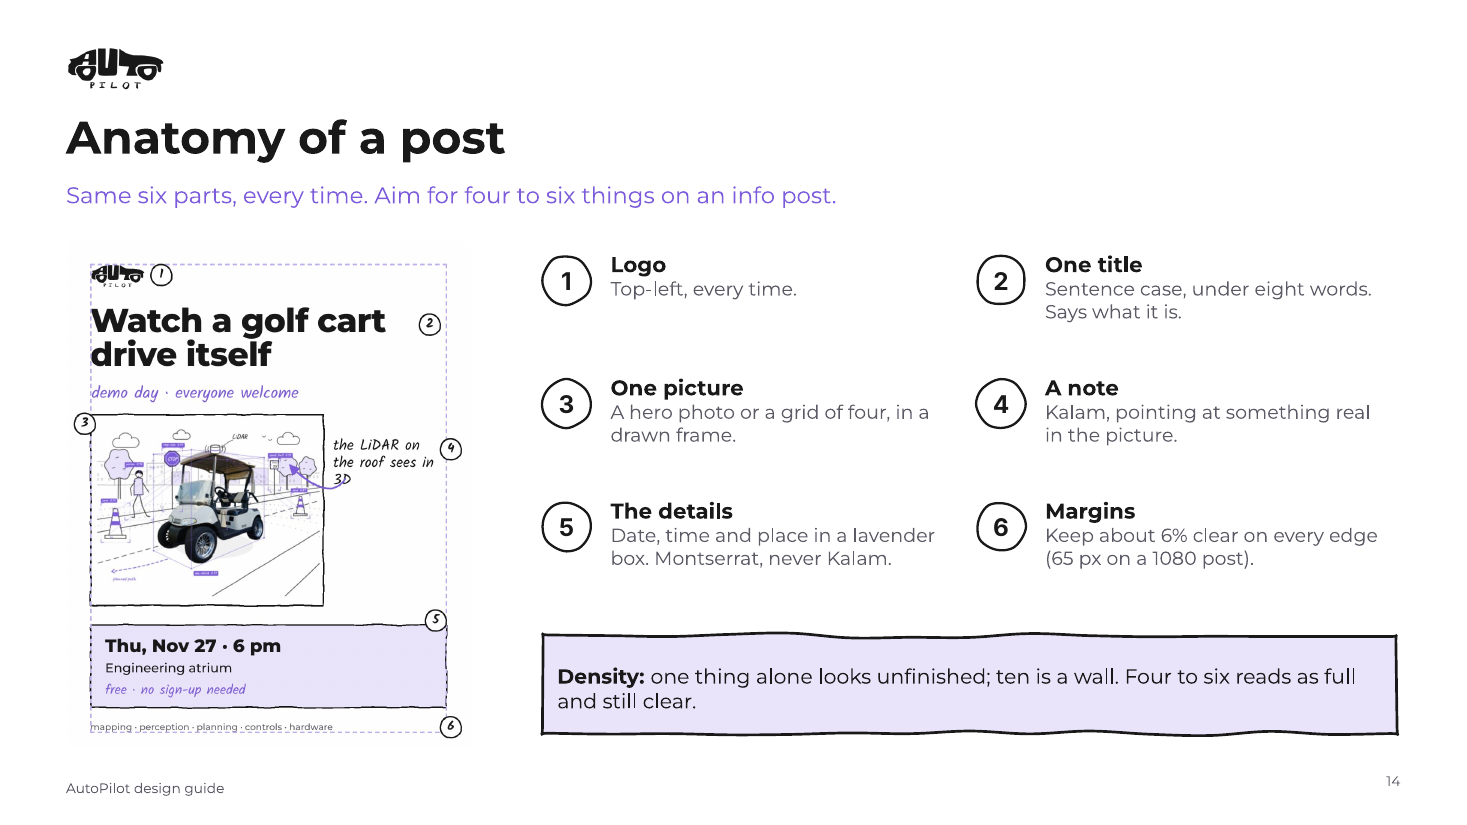 AUTO
PILOT
Anatomy of a post
Same six parts, every time. Aim for four to six things on an info post.
AUTO
PILOT
1
Watch a golf cart
drive itself
2
demo day · everyone welcome
3
LiDAR
STOP
the LiDAR on
the roof sees in
3D
4
planned path
5
Thu, Nov 27 · 6 pm
Engineering atrium
free · no sign-up needed
mapping · perception · planning · controls · hardware
6
1
Logo
Top-left, every time.
2
One title
Sentence case, under eight words.
Says what it is.
3
One picture
A hero photo or a grid of four, in a
drawn frame.
4
A note
Kalam, pointing at something real
in the picture.
5
The details
Date, time and place in a lavender
box. Montserrat, never Kalam.
6
Margins
Keep about 6% clear on every edge
(65 px on a 1080 post).
Density: one thing alone looks unfinished; ten is a wall. Four to six reads as full
and still clear.
AutoPilot design guide
14